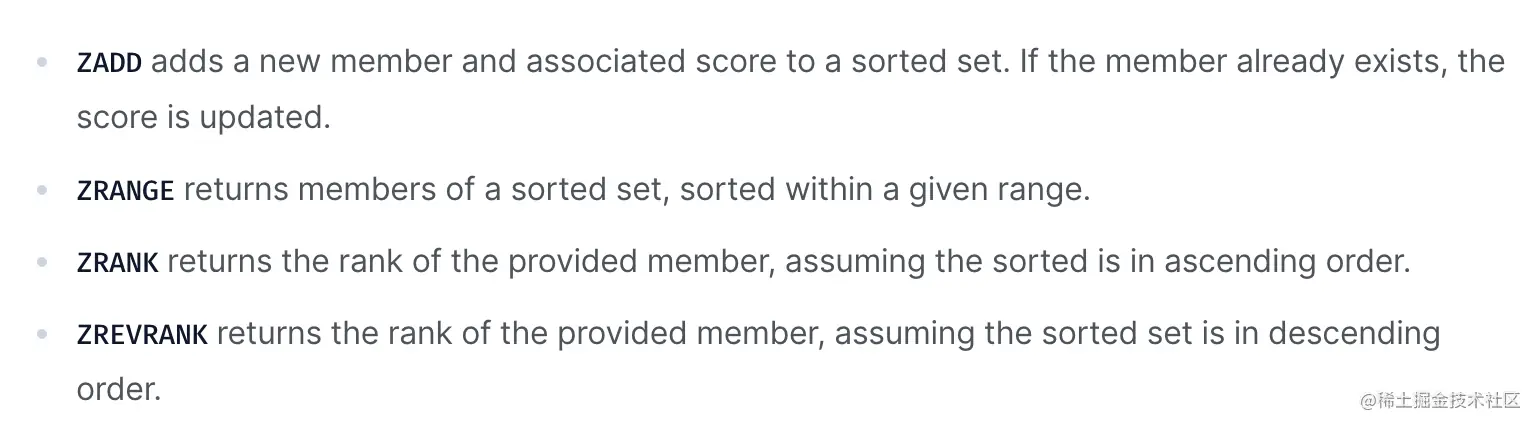 ZADD adds a new member and associated score to a sorted set. If the member already exists, the
score is updated.
ZRANGE returns members of a sorted set, sorted within a given range.
ZRANK returns the rank of the provided member, assuming the sorted is in ascending order.
ZREVRANK returns the rank of the provided member, assuming the sorted set is in descending
order.
@稀土掘金技术社区